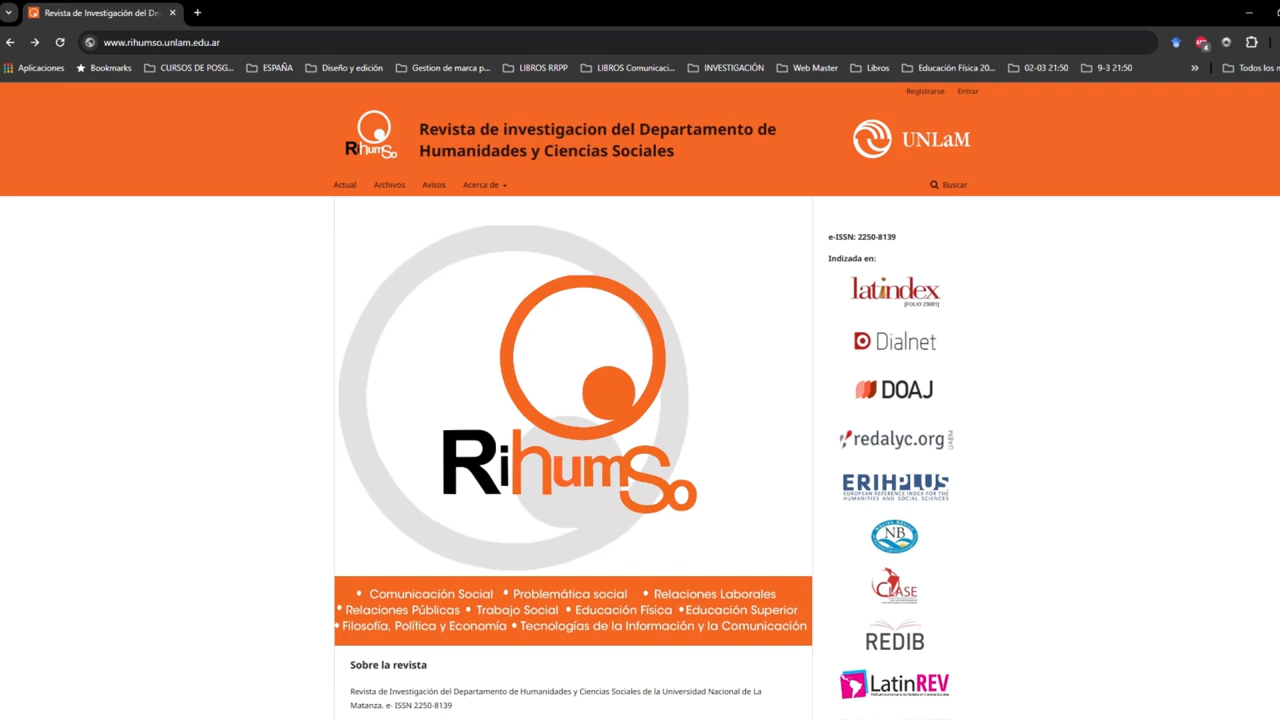 Revista de Investigación del De
www.rihumso.unlam.edu.ar
Aplicaciones
Bookmarks
CURSOS DE POSG...
ESPAÑA
Diseño y edición
Gestion de marca p...
LIBROS RRPP
LIBROS Comunicaci...
INVESTIGACIÓN
Web Master
Libros
Educación Física 20...
02-03 21:50
9-3 21:50
Todos los
Registrarse
Entrar
RihumSo
Revista de investigacion del Departamento de
Humanidades y Ciencias Sociales
UNLaM
Actual
Archivos
Avisos
Acerca de
Buscar
RihumSo
• Comunicación Social • Problemática social • Relaciones Laborales
• Relaciones Públicas • Trabajo Social • Educación Física • Educación Superior
• Filosofía, Política y Economía • Tecnologías de la Información y la Comunicación
Sobre la revista
Revista de Investigación del Departamento de Humanidades y Ciencias Sociales de la Universidad Nacional de La
Matanza. e- ISSN 2250-8139
e-ISSN: 2250-8139
Indizada en:
latindex
Dialnet
DOAJ
redalyc.org
UAEM
ERIHPLUS
EUROPEAN REFERENCE INDEX FOR THE
HUMANITIES AND SOCIAL SCIENCES
NB
CLASE
REDIB
LatinREV